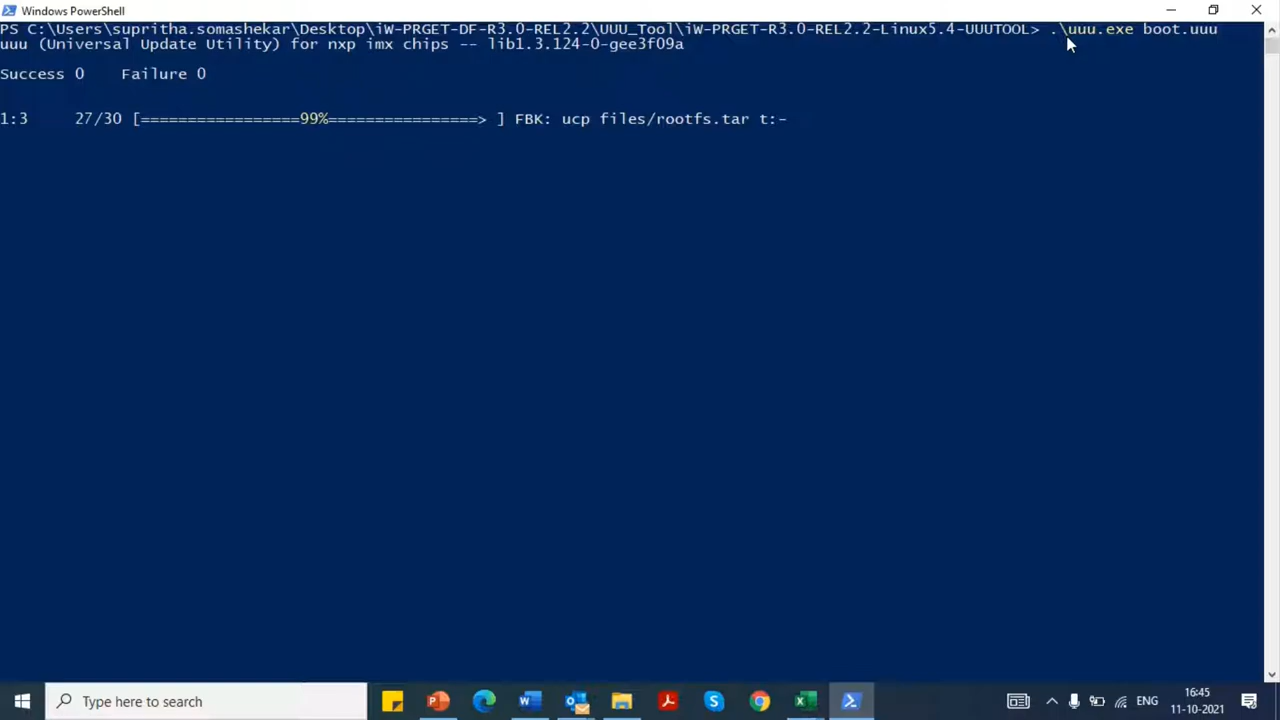 Windows PowerShell
PS C:\Users\supritha.somashekar\Desktop\iW-PRGET-DF-R3.0-REL2.2\UUU_Tool\iW-PRGET-R3.0-REL2.2-Linux5.4-UUUTOOL> .\uuu.exe boot.uuu
uuu (Universal Update Utility) for nxp imx chips -- lib1.3.124-0-gee3f09a
Success 0    Failure 0
1:3     27/30 [=================99%================> ] FBK: ucp files/rootfs.tar t:-
Type here to search
ENG
16:45
11-10-2021